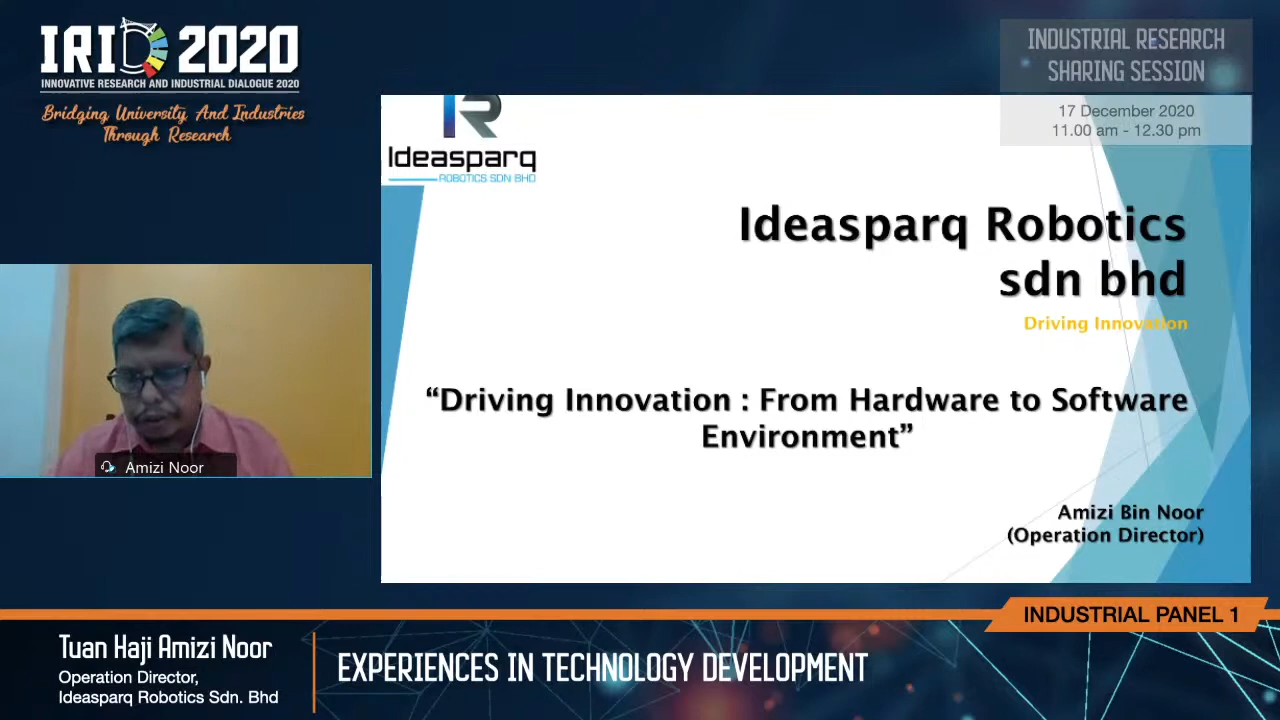 IRID 2020
INNOVATIVE RESEARCH AND INDUSTRIAL DIALOGUE 2020
Bridging University And Industries
Through Research
INDUSTRIAL RESEARCH
SHARING SESSION
17 December 2020
11.00 am - 12.30 pm
Ideasparq
ROBOTICS SDN BHD
Ideasparq Robotics
sdn bhd
Driving Innovation
“Driving Innovation : From Hardware to Software
Environment”
Amizi Bin Noor
(Operation Director)
Amizi Noor
INDUSTRIAL PANEL 1
Tuan Haji Amizi Noor
Operation Director,
Ideasparq Robotics Sdn. Bhd
EXPERIENCES IN TECHNOLOGY DEVELOPMENT